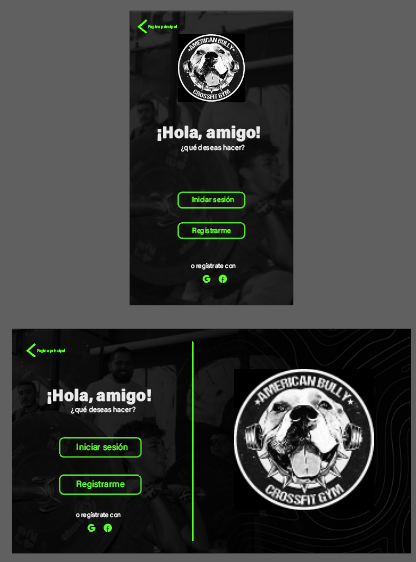 Página principal
AMERICAN BULLY
CROSSFIT GYM
¡Hola, amigo!
¿qué deseas hacer?
Iniciar sesión
Registrarme
o regístrate con
G f
Página principal
¡Hola, amigo!
¿qué deseas hacer?
Iniciar sesión
Registrarme
o regístrate con
G f
AMERICAN BULLY
CROSSFIT GYM